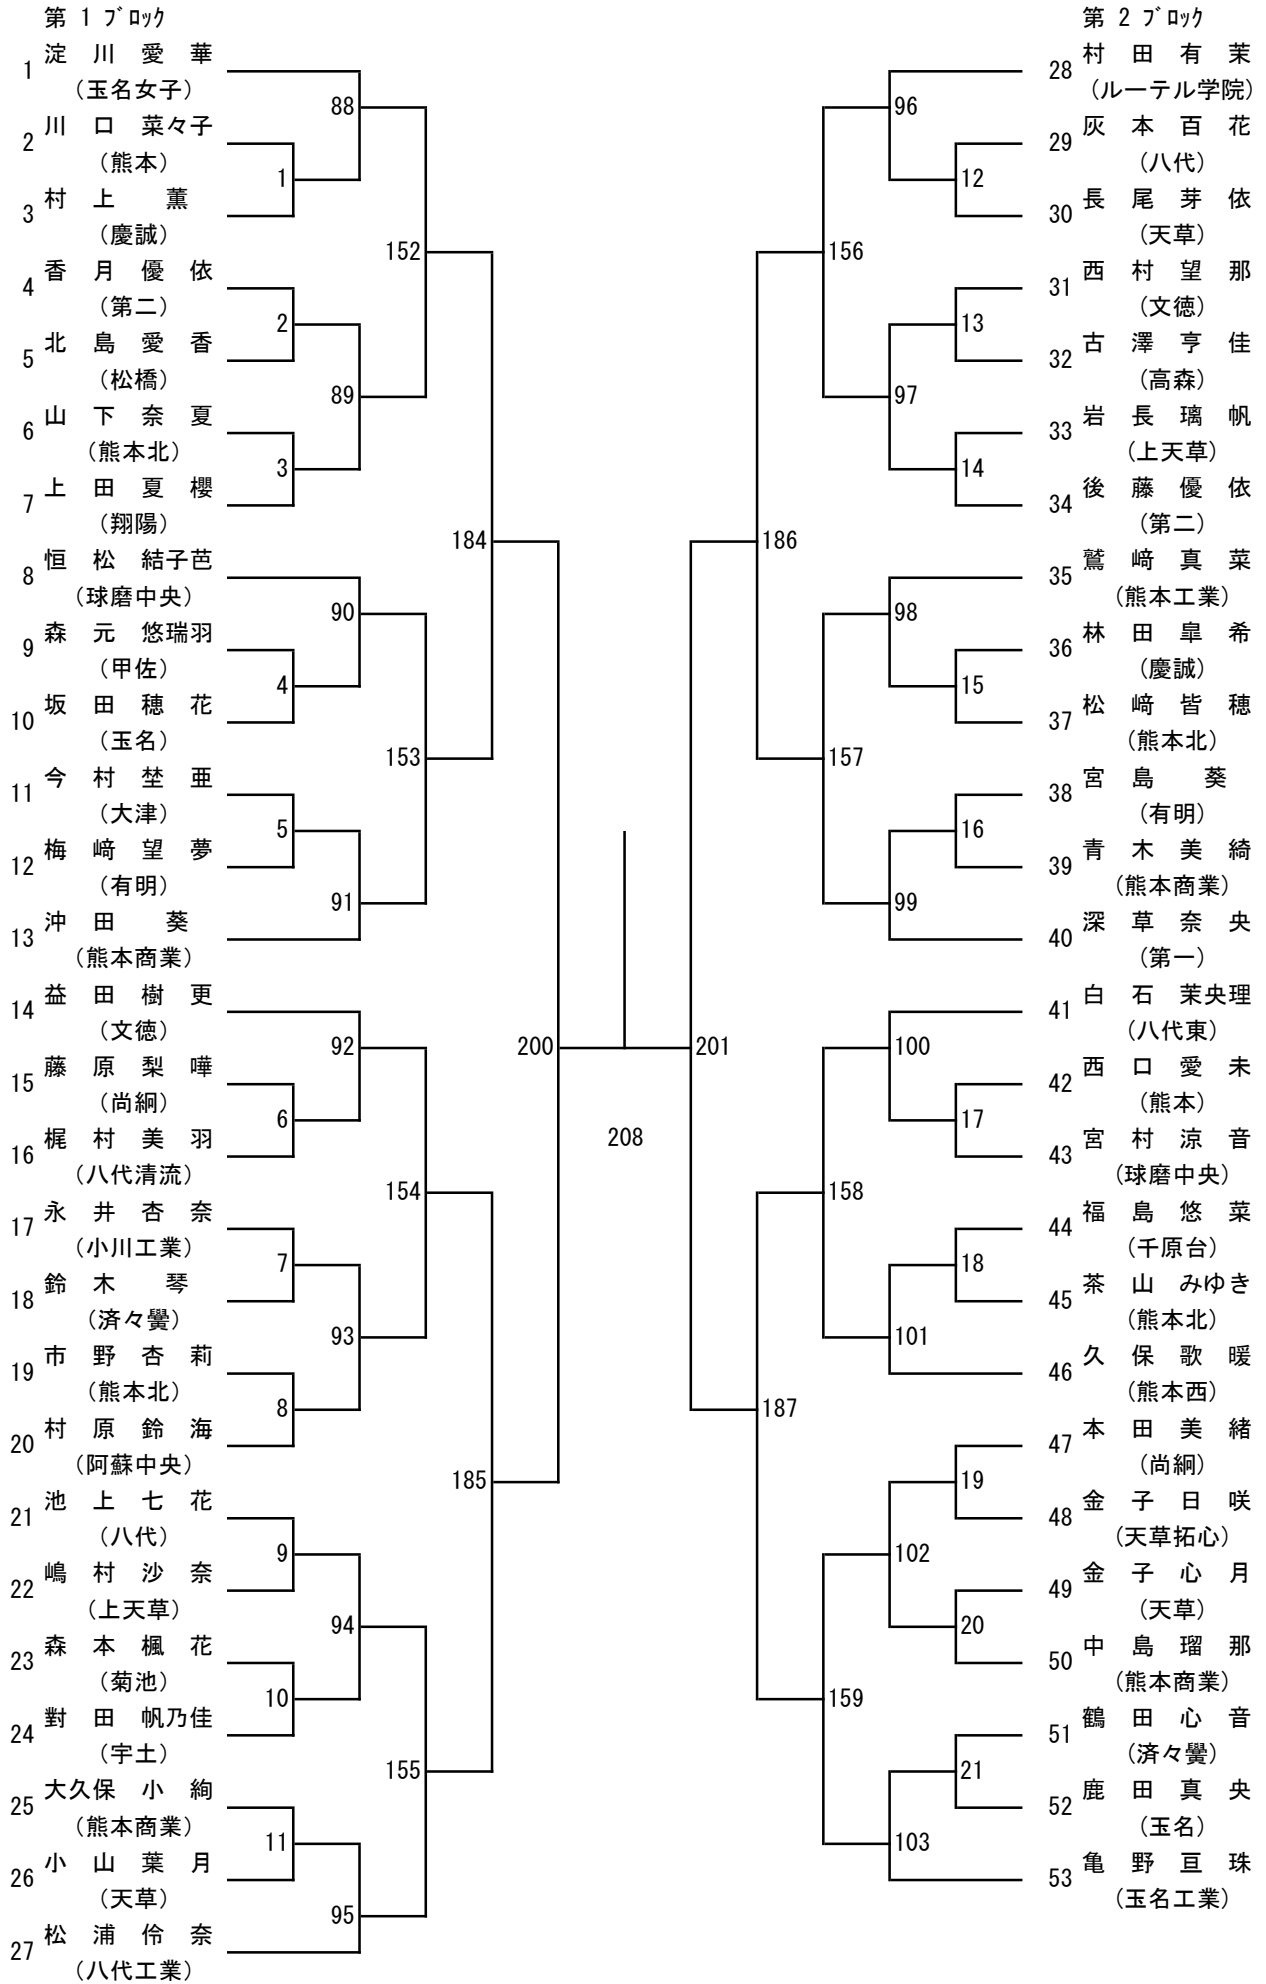 第 1 ﾌﾞﾛｯｸ
1 淀 川 愛 華
(玉名女子)
88
2 川 口 菜々子
(熊本)
1
3 村 上 薫
(慶誠)
152
4 香 月 優 依
(第二)
2
5 北 島 愛 香
(松橋)
89
6 山 下 奈 夏
(熊本北)
3
7 上 田 夏 櫻
(翔陽)
184
8 恒 松 結子芭
(球磨中央)
90
9 森 元 悠瑞羽
(甲佐)
4
10 坂 田 穂 花
(玉名)
153
11 今 村 埜 亜
(大津)
5
12 梅 﨑 望 夢
(有明)
91
13 沖 田 葵
(熊本商業)
14 益 田 樹 更
(文徳)
92
200
15 藤 原 梨 嘩
(尚絅)
6
16 梶 村 美 羽
(八代清流)
154
17 永 井 杏 奈
(小川工業)
7
18 鈴 木 琴
(済々黌)
93
19 市 野 杏 莉
(熊本北)
8
20 村 原 鈴 海
(阿蘇中央)
185
21 池 上 七 花
(八代)
9
22 嶋 村 沙 奈
(上天草)
94
23 森 本 楓 花
(菊池)
10
24 對 田 帆乃佳
(宇土)
155
25 大久保 小 絢
(熊本商業)
11
26 小 山 葉 月
(天草)
95
27 松 浦 伶 奈
(八代工業)
208
第 2 ﾌﾞﾛｯｸ
28 村 田 有 茉
(ルーテル学院)
96
29 灰 本 百 花
(八代)
12
30 長 尾 芽 依
(天草)
156
31 西 村 望 那
(文徳)
13
32 古 澤 亨 佳
(高森)
97
33 岩 長 璃 帆
(上天草)
14
34 後 藤 優 依
(第二)
186
35 鷲 﨑 真 菜
(熊本工業)
98
36 林 田 皐 希
(慶誠)
15
37 松 﨑 皆 穂
(熊本北)
157
38 宮 島 葵
(有明)
16
39 青 木 美 綺
(熊本商業)
99
40 深 草 奈 央
(第一)
41 白 石 茉央理
(八代東)
100
201
42 西 口 愛 未
(熊本)
17
43 宮 村 涼 音
(球磨中央)
158
44 福 島 悠 菜
(千原台)
18
45 茶 山 みゆき
(熊本北)
101
46 久 保 歌 暖
(熊本西)
187
47 本 田 美 緒
(尚絅)
19
48 金 子 日 咲
(天草拓心)
102
49 金 子 心 月
(天草)
20
50 中 島 瑠 那
(熊本商業)
159
51 鶴 田 心 音
(済々黌)
21
52 鹿 田 真 央
(玉名)
103
53 亀 野 亘 珠
(玉名工業)